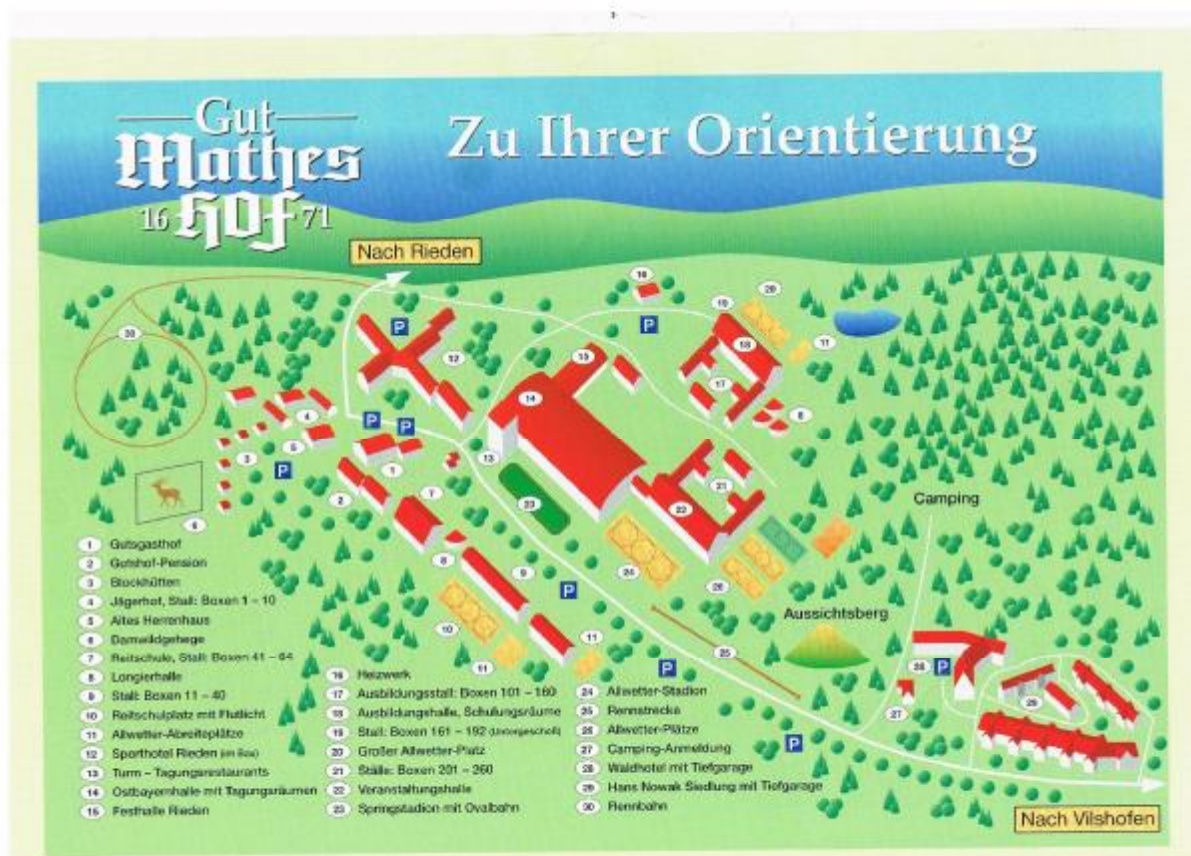 Gut
Mathes
16 Hof 71
Zu Ihrer Orientierung
Nach Rieden
Camping
Aussichtsberg
Nach Vilshofen
1 Gutsgasthof
2 Gutshof-Pension
3 Blockhütten
4 Jägerhof, Stall: Boxen 1 – 10
5 Altes Herrenhaus
6 Damwildgehege
7 Reitschule, Stall: Boxen 41 – 64
8 Longierhalle
9 Stall: Boxen 11 – 40
10 Reitschulplatz mit Flutlicht
11 Allwetter-Abreiteplätze
12 Sporthotel Rieden (im Bau)
13 Turm – Tagungsrestaurants
14 Ostbayernhalle mit Tagungsräumen
15 Festhalle Rieden
16 Heizwerk
17 Ausbildungsstall: Boxen 101 – 160
18 Ausbildungshalle, Schulungsräume
19 Stall: Boxen 161 – 192 (Untergeschoß)
20 Großer Allwetter-Platz
21 Ställe: Boxen 201 – 260
22 Veranstaltungshalle
23 Springstadion mit Ovalbahn
24 Allwetter-Stadion
25 Rennstrecke
26 Allwetter-Plätze
27 Camping-Anmeldung
28 Waldhotel mit Tiefgarage
29 Hans Nowak Siedlung mit Tiefgarage
30 Rennbahn